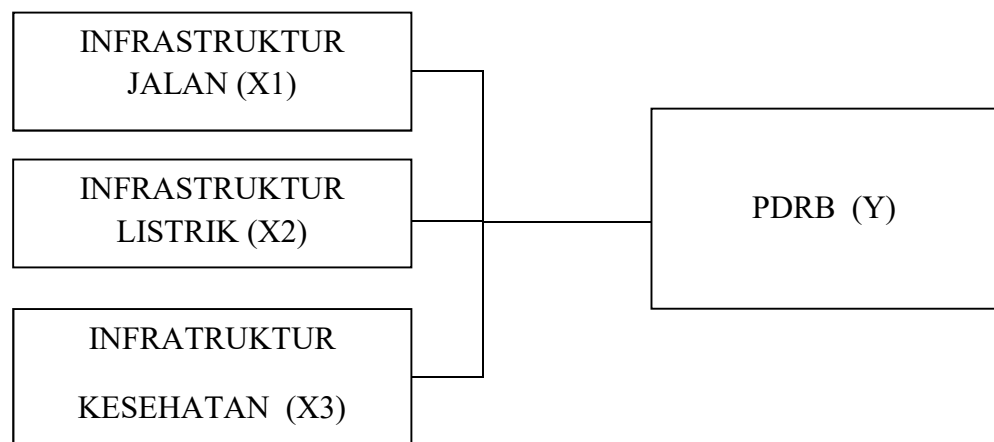 INFRASTRUKTUR
JALAN (X1)
INFRASTRUKTUR
LISTRIK (X2)
INFRATRUKTUR
KESEHATAN (X3)
PDRB (Y)